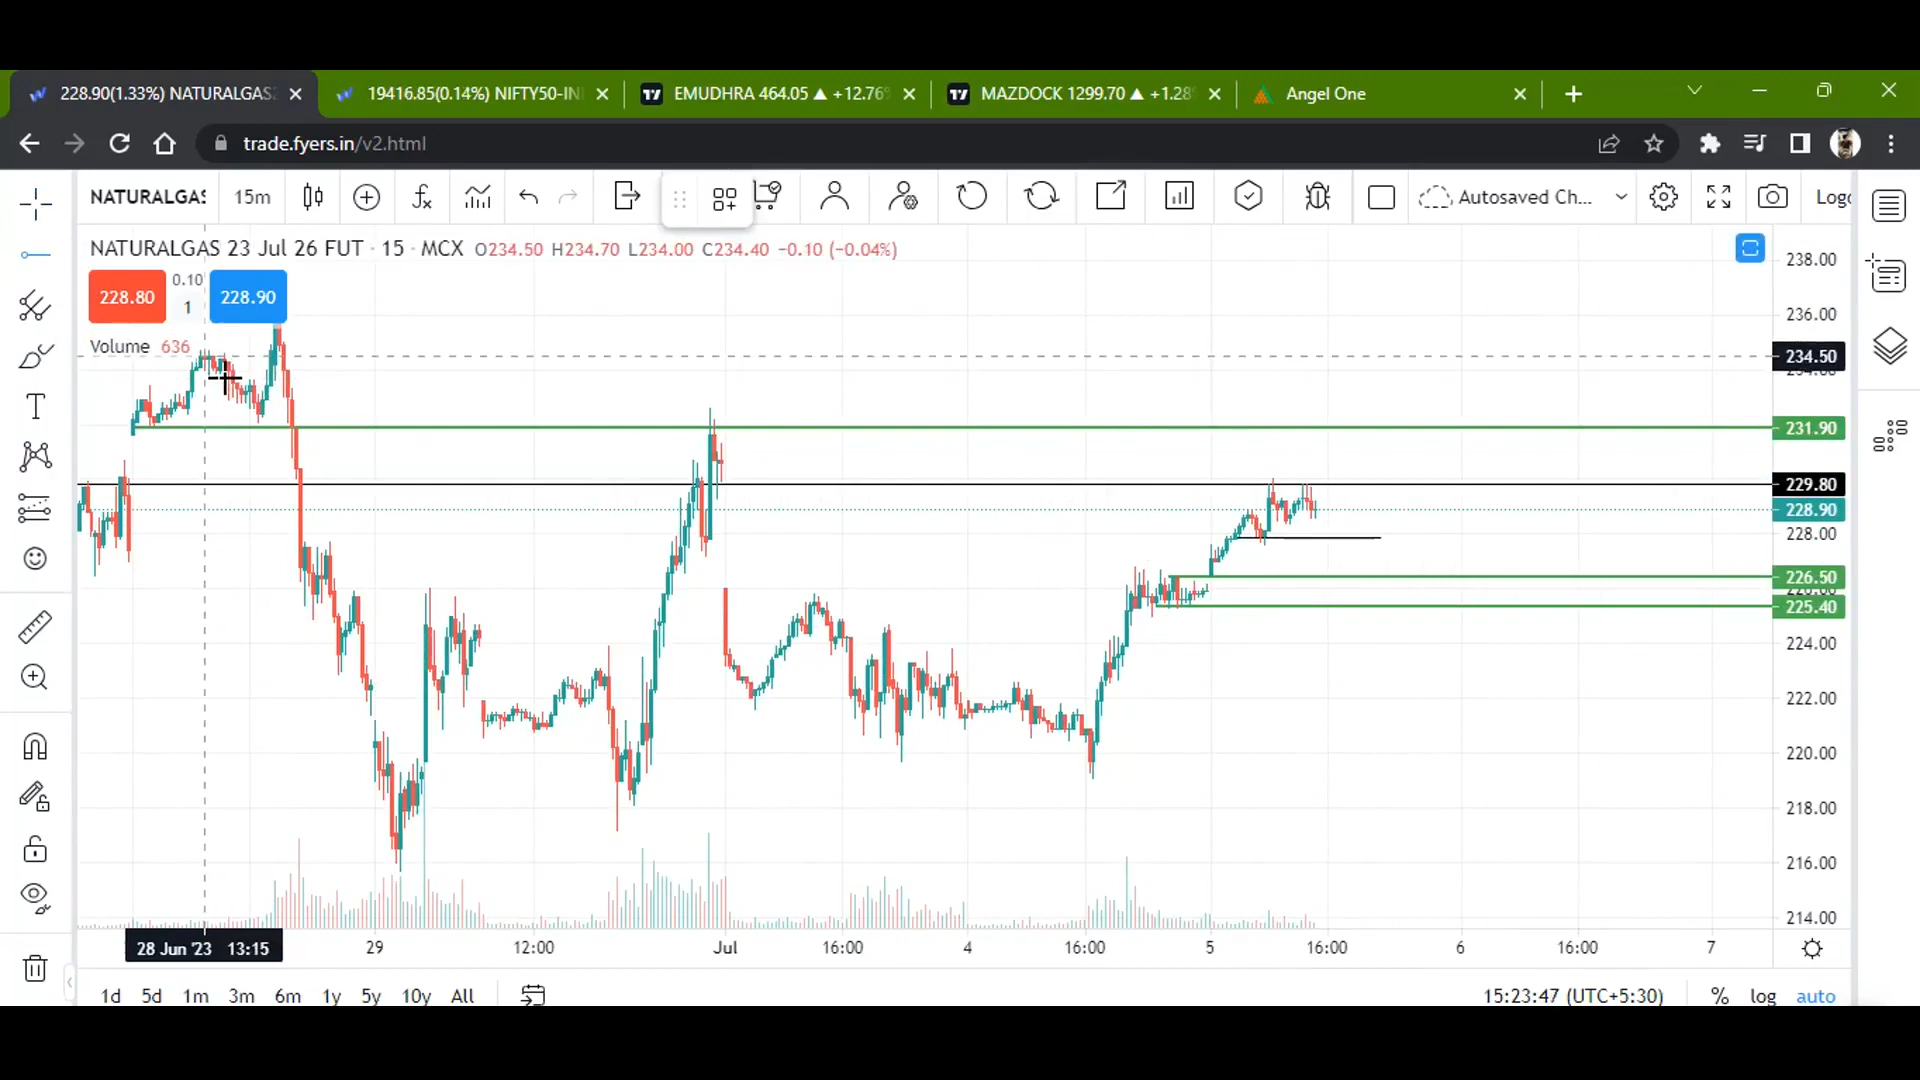 228.90(1.33%) NATURALGAS
19416.85(0.14%) NIFTY50-IN
EMUDHRA 464.05 ▲ +12.76%
MAZDOCK 1299.70 ▲ +1.28
Angel One
trade.fyers.in/v2.html
NATURALGAS
15m
Autosaved Ch...
NATURALGAS 23 Jul 26 FUT · 15 · MCX O234.50 H234.70 L234.00 C234.40 −0.10 (−0.04%)
228.80
0.10
1
228.90
Volume 636
238.00
236.00
234.50
231.90
229.80
228.90
228.00
226.50
225.40
224.00
222.00
220.00
218.00
216.00
214.00
28 Jun '23 13:15
29
12:00
Jul
16:00
4
16:00
5
16:00
6
16:00
7
1d 5d 1m 3m 6m 1y 5y 10y All
15:23:47 (UTC+5:30)
% log auto